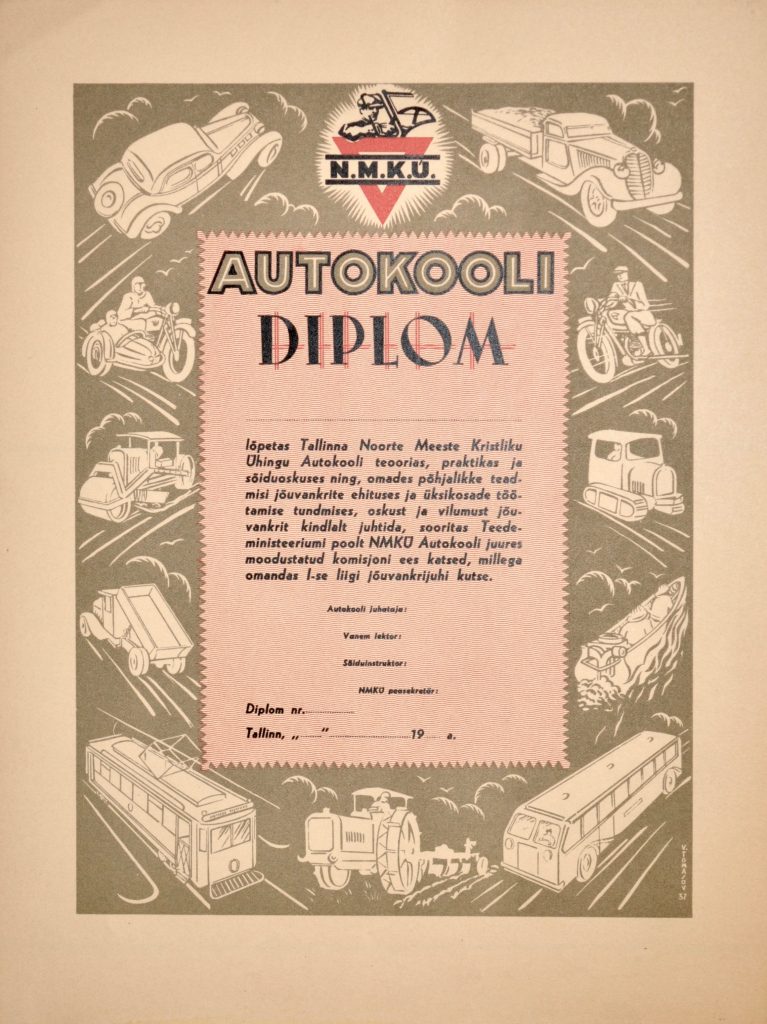 N.M.K.Ü.
AUTOKOOLI
DIPLOM
lõpetas Tallinna Noorte Meeste Kristliku
Ühingu Autokooli teoorias, praktikas ja
sõiduoskuses ning, omades põhjalikke tead-
misi jõuvankrite ehituses ja üksikosade töö-
tamise tundmises, oskust ja vilumust jõu-
vankrit kindlalt juhtida, sooritas Teede-
ministeeriumi poolt NMKÜ Autokooli juures
moodustatud komisjoni ees katsed, millega
omandas I-se liigi jõuvankrijuhi kutse.
Autokooli juhataja:
Vanem lektor:
Sõiduinstruktor:
NMKÜ peasekretär:
Diplom nr.
Tallinn, „ " 19 a.
V. TOMASOV
37